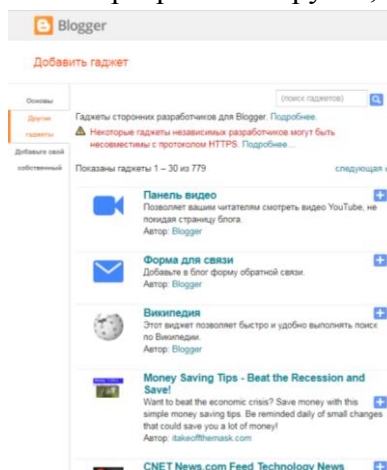 Blogger
Добавить гаджет
Основы
Другие
гаджеты
Добавьте свой
собственный
(поиск гаджетов)
Гаджеты сторонних разработчиков для Blogger. Подробнее.
Некоторые гаджеты независимых разработчиков могут быть
несовместимы с протоколом HTTPS. Подробнее...
Показаны гаджеты 1 – 30 из 779
следующая
Панель видео
Позволяет вашим читателям смотреть видео YouTube, не
покидая страницу блога.
Автор: Blogger
Форма для связи
Добавьте в блог форму обратной связи.
Автор: Blogger
Википедия
Этот виджет позволяет быстро и удобно выполнять поиск
по Википедии.
Автор: Blogger
Money Saving Tips - Beat the Recession and
Save!
Want to beat the economic crisis? Save money with this
simple money saving tips. Be reminded daily of small changes
that could save you a lot of money!
Автор: itakeoffthemask.com
CNET News.com Feed Technology News